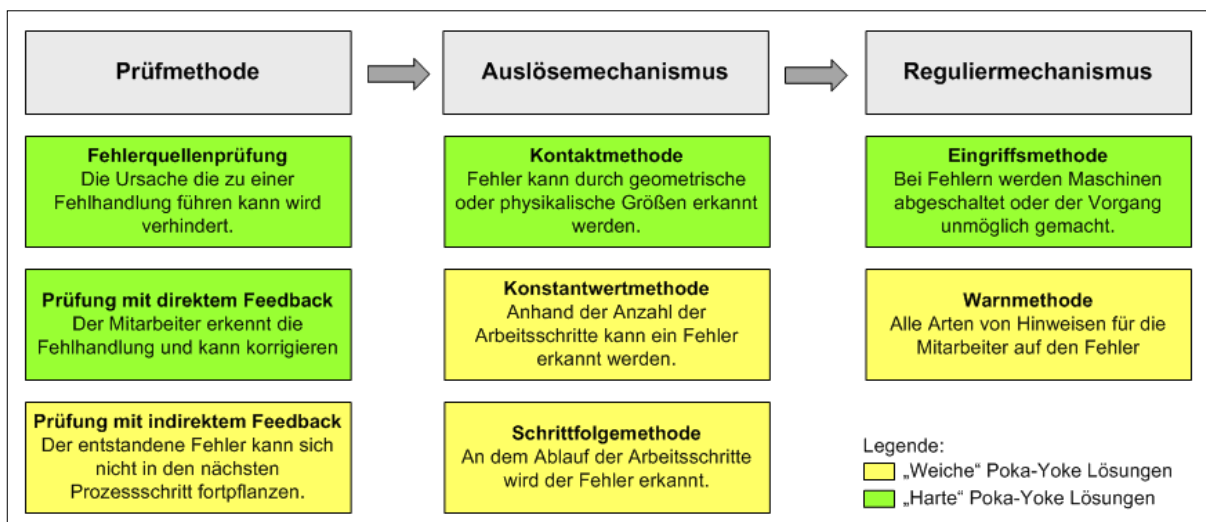 Prüfmethode
Auslösemechanismus
Reguliermechanismus
Fehlerquellenprüfung
Die Ursache die zu einer
Fehlhandlung führen kann wird
verhindert.
Kontaktmethode
Fehler kann durch geometrische
oder physikalische Größen erkannt
werden.
Eingriffsmethode
Bei Fehlern werden Maschinen
abgeschaltet oder der Vorgang
unmöglich gemacht.
Prüfung mit direktem Feedback
Der Mitarbeiter erkennt die
Fehlhandlung und kann korrigieren
Konstantwertmethode
Anhand der Anzahl der
Arbeitsschritte kann ein Fehler
erkannt werden.
Warnmethode
Alle Arten von Hinweisen für die
Mitarbeiter auf den Fehler
Prüfung mit indirektem Feedback
Der entstandene Fehler kann sich
nicht in den nächsten
Prozessschritt fortpflanzen.
Schrittfolgemethode
An dem Ablauf der Arbeitsschritte
wird der Fehler erkannt.
Legende:
„Weiche“ Poka-Yoke Lösungen
„Harte“ Poka-Yoke Lösungen